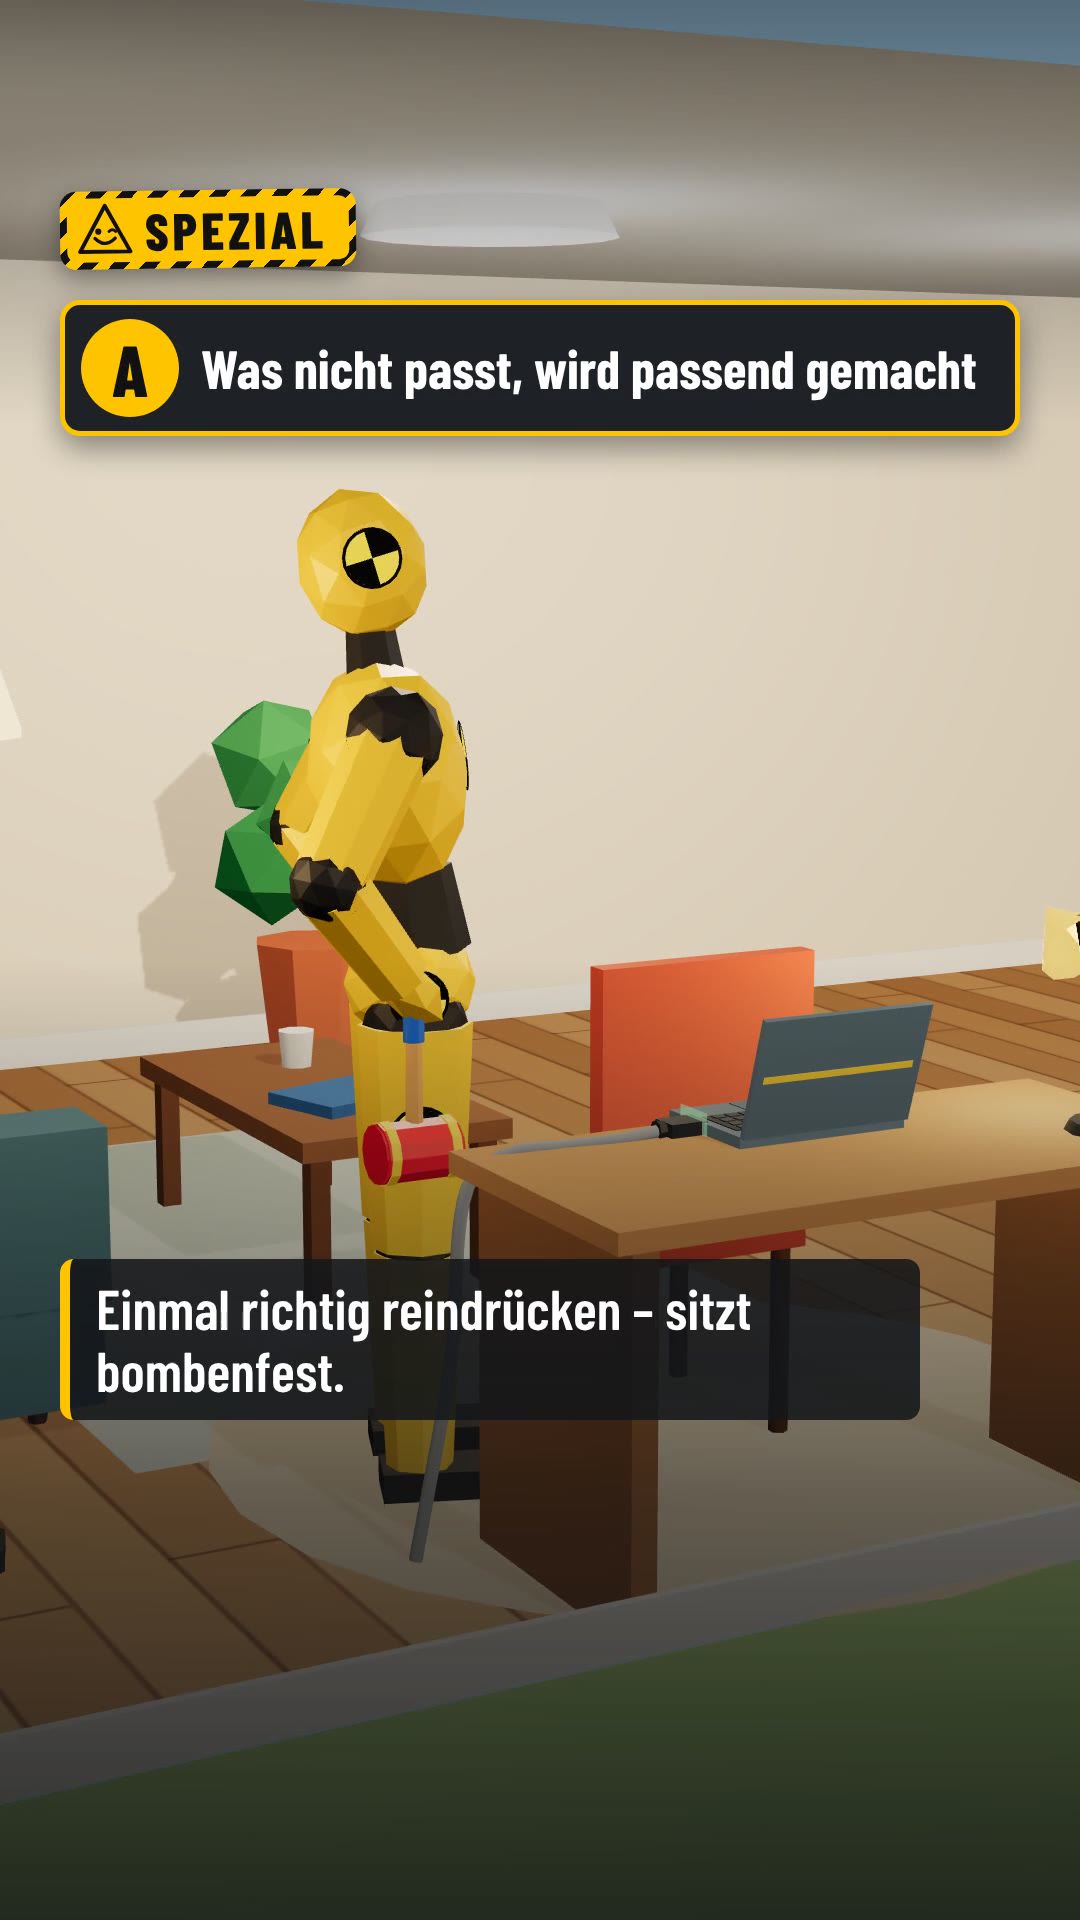 SPEZIAL
A Was nicht passt, wird passend gemacht
Einmal richtig reindrücken – sitzt
bombenfest.